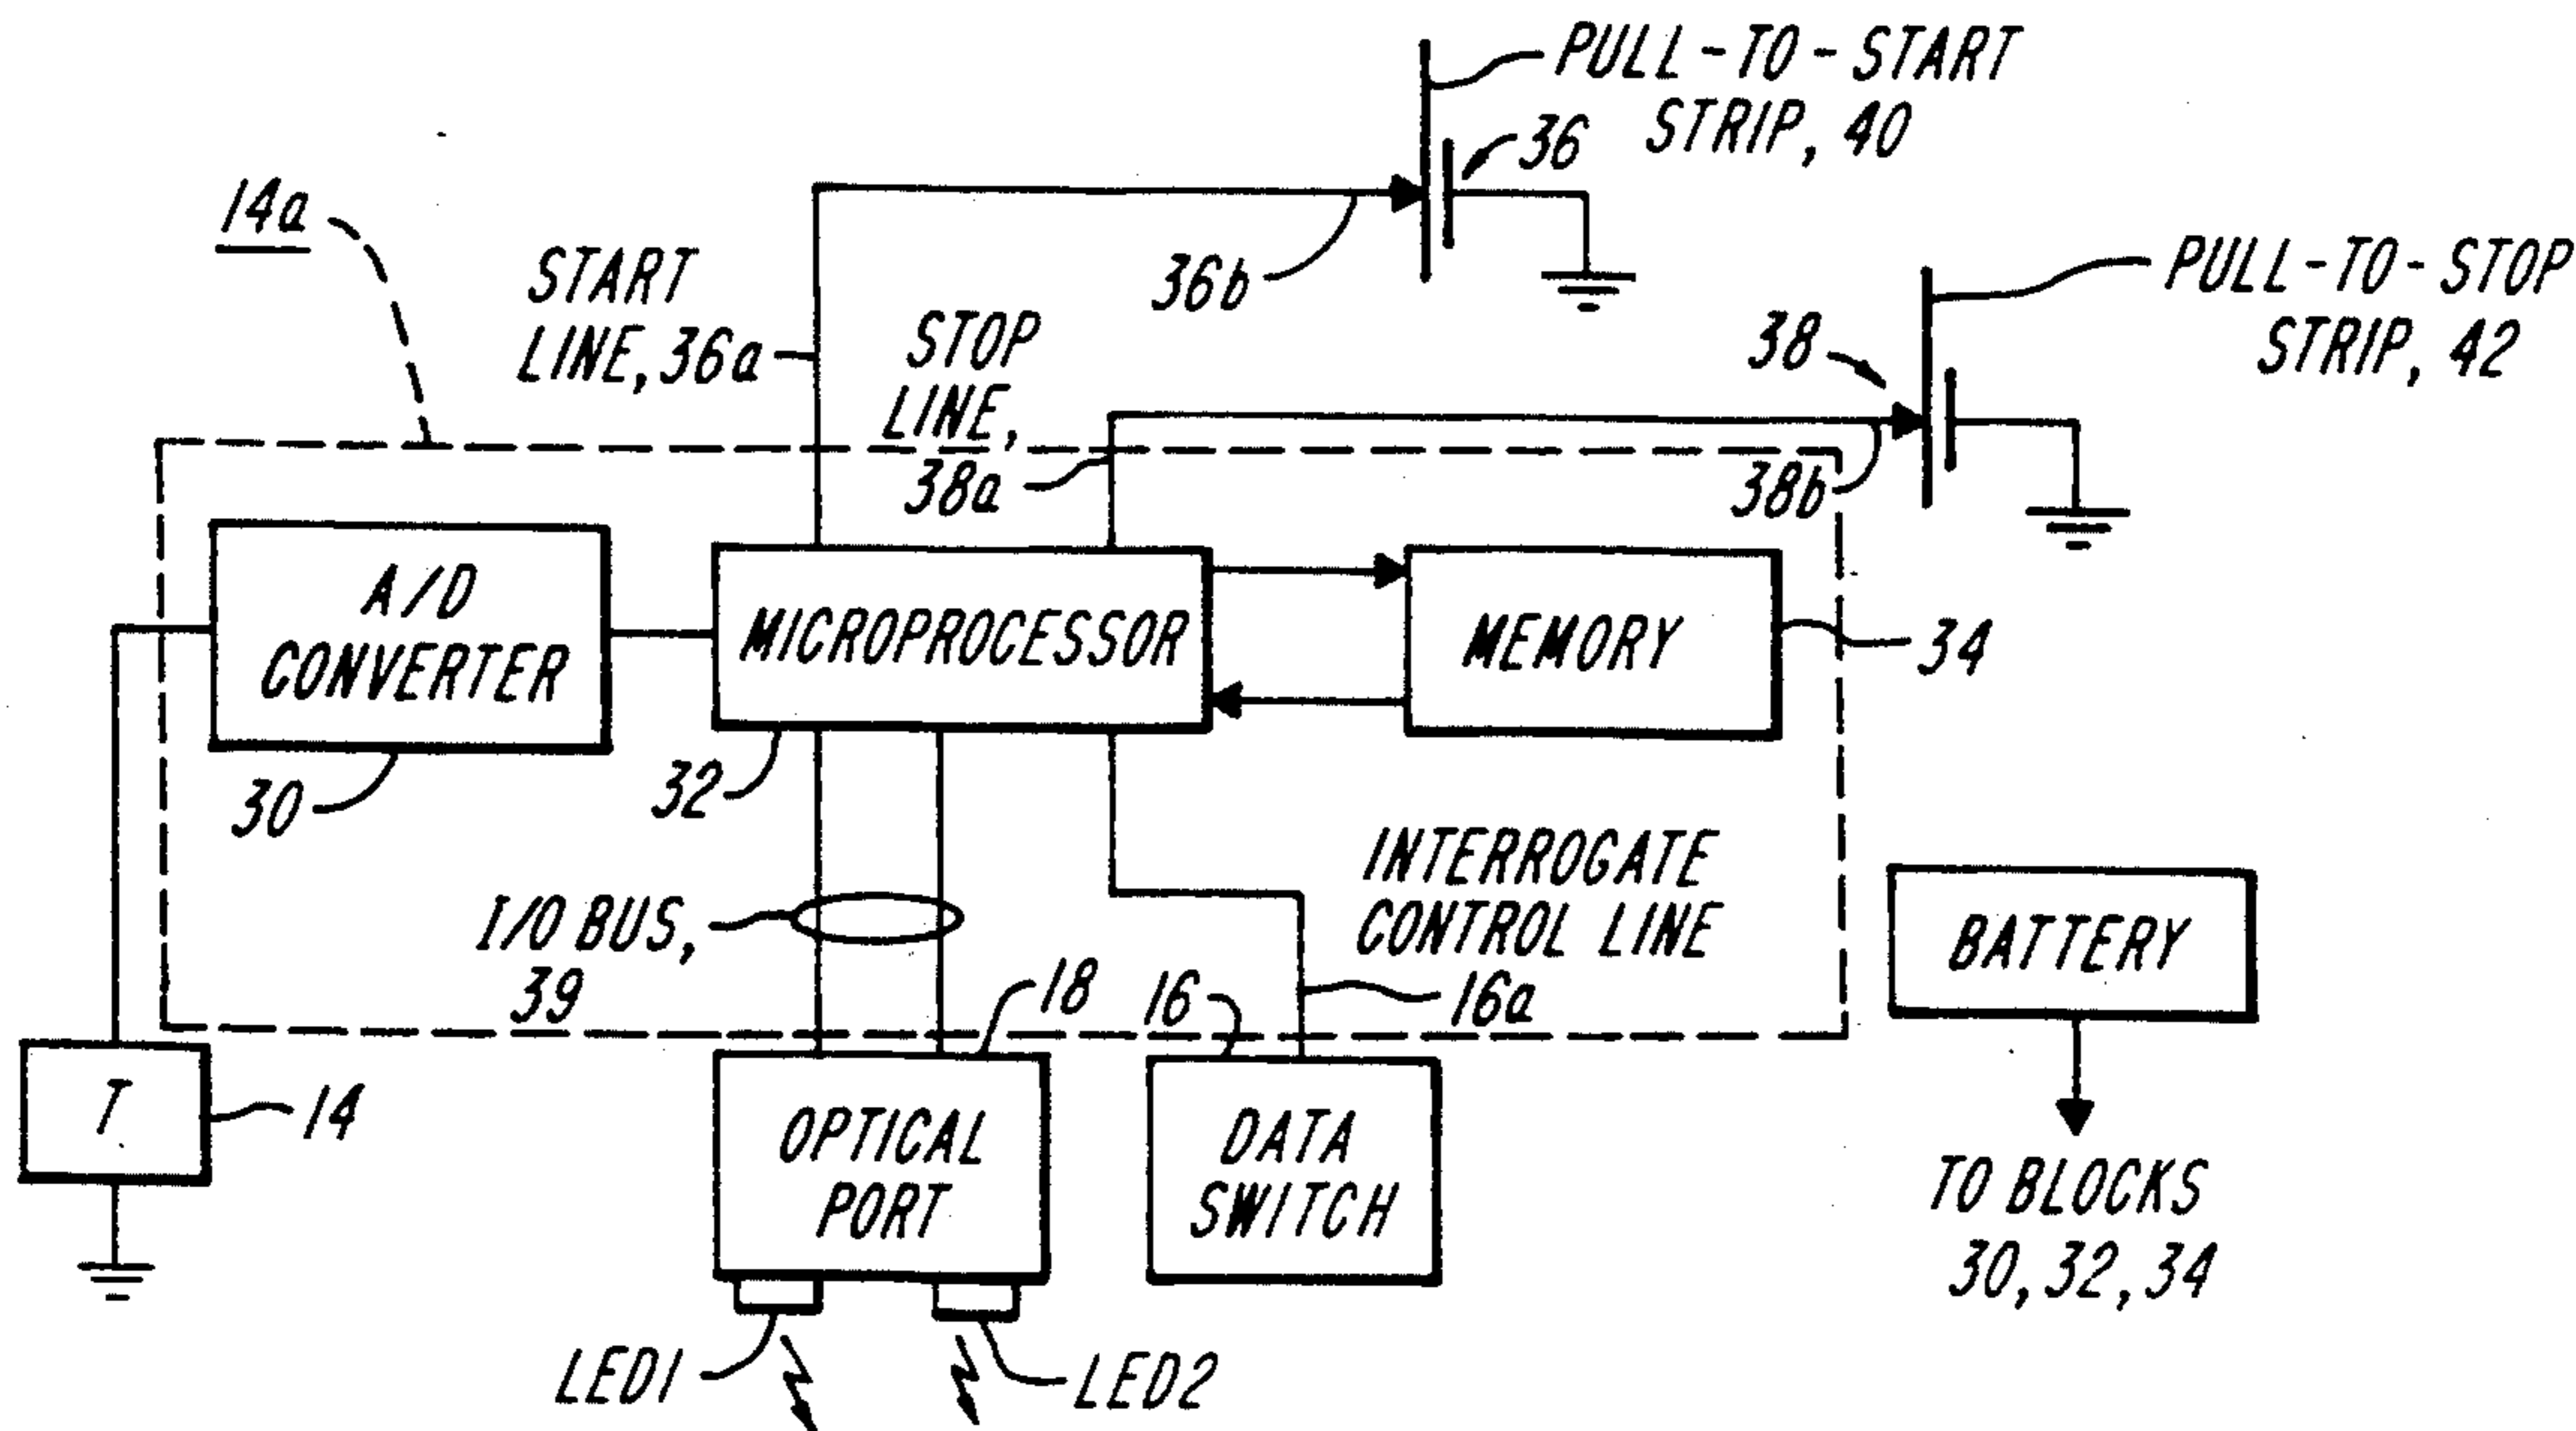 PULL-TO-START
STRIP, 40
36
14a
START
LINE, 36a
36b
PULL-TO-STOP
STRIP, 42
STOP
LINE,
38a
38
38b
A/D
CONVERTER
MICROPROCESSOR
MEMORY
34
30
32
I/O BUS,
39
INTERROGATE
CONTROL LINE
16a
18
16
BATTERY
T
14
OPTICAL
PORT
DATA
SWITCH
TO BLOCKS
30, 32, 34
LED1
LED2